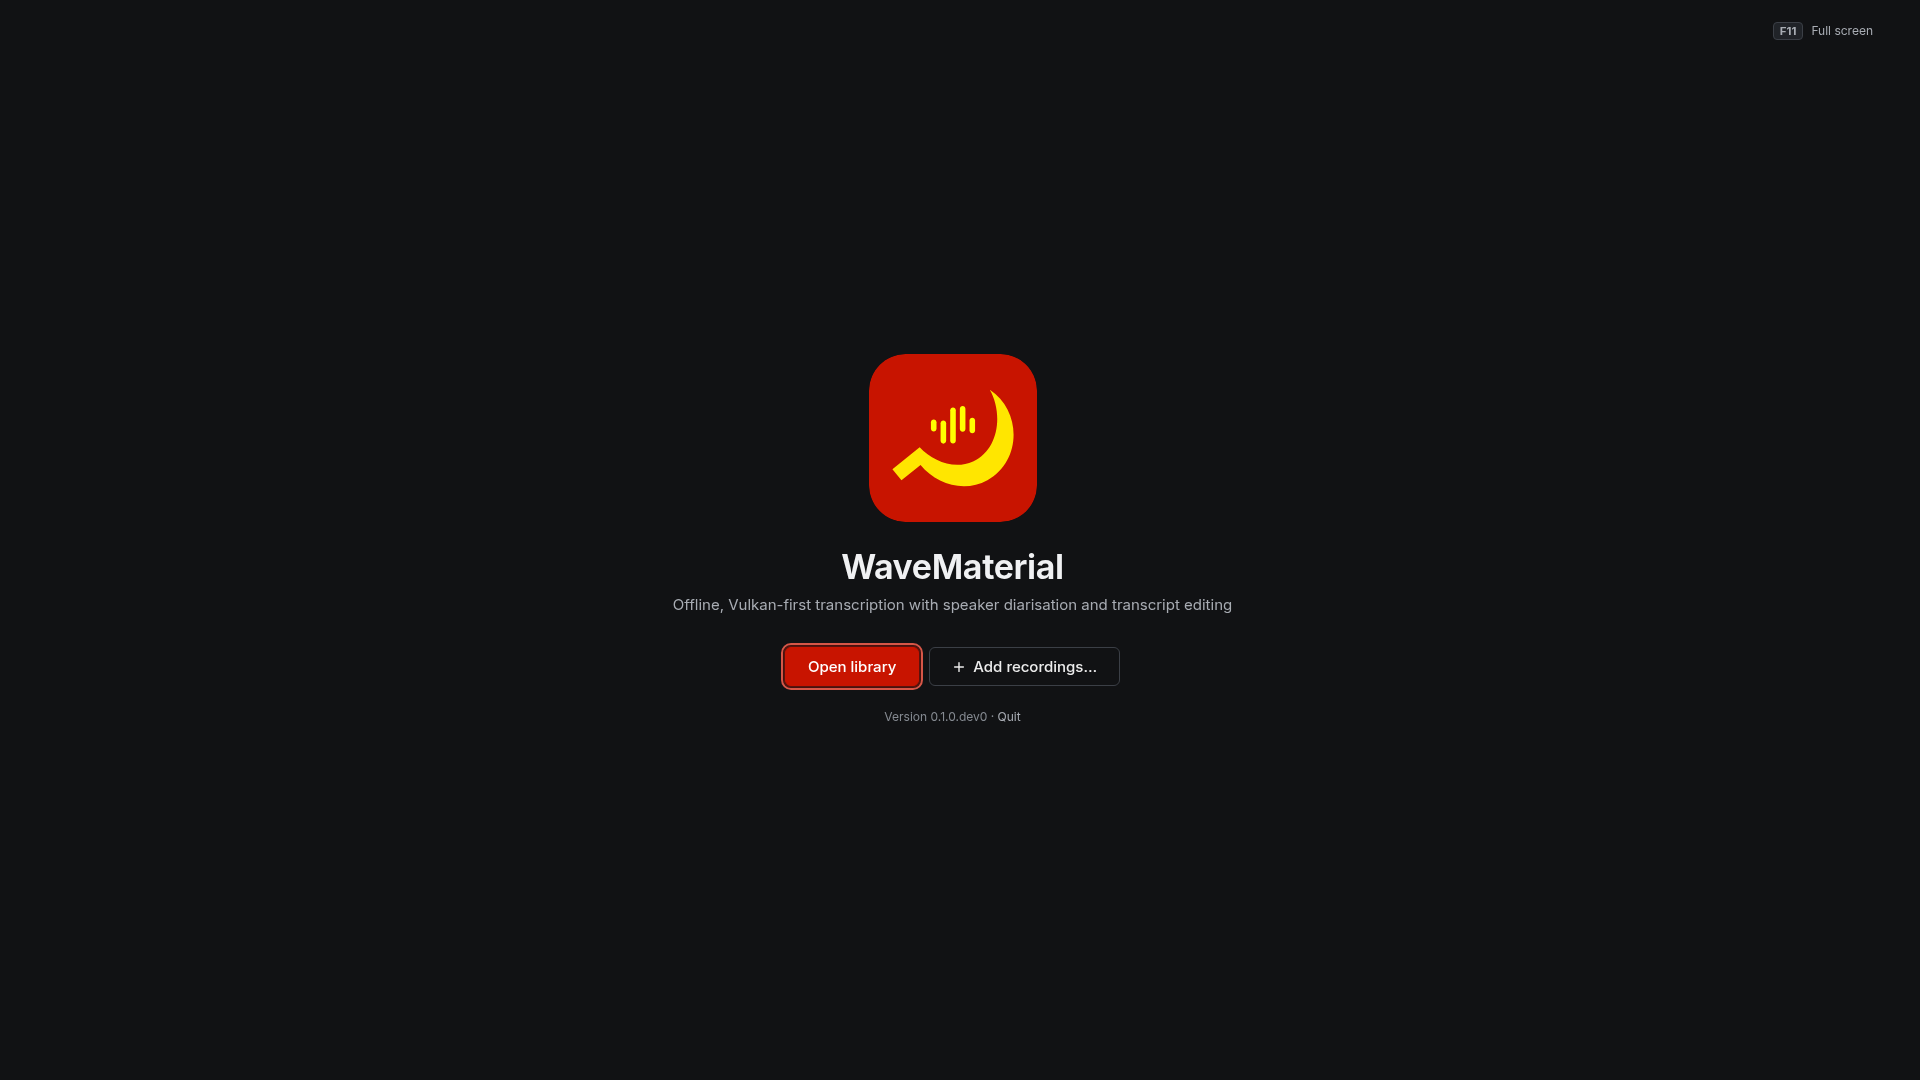 F11 Full screen
WaveMaterial
Offline, Vulkan-first transcription with speaker diarisation and transcript editing
Open library
+ Add recordings...
Version 0.1.0.dev0 · Quit